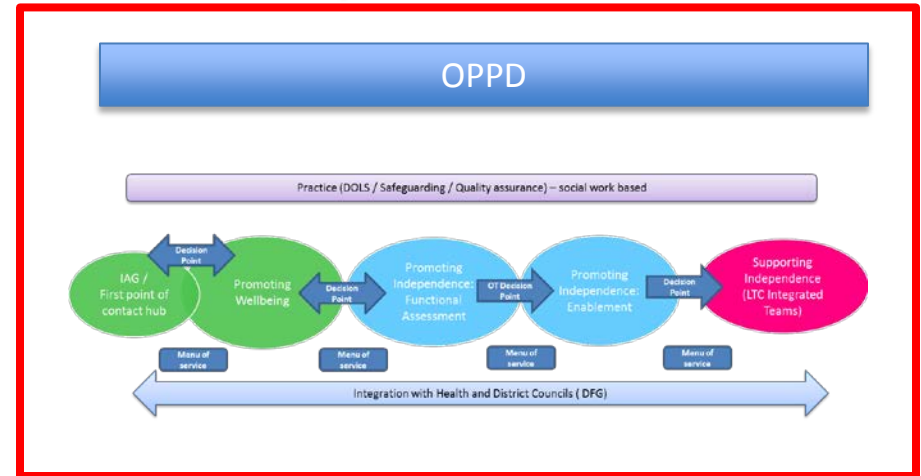 OPPD
Practice (DOLS / Safeguarding / Quality assurance) – social work based
IAG /
First point of
contact hub
Decision
Point
Promoting
Wellbeing
Decision
Point
Promoting
Independence:
Functional
Assessment
OT Decision
Point
Promoting
Independence:
Enablement
Decision
Point
Supporting
Independence
(LTC Integrated
Teams)
Menu of
service
Menu of
service
Menu of
service
Menu of
service
Integration with Health and District Councils ( DFG)